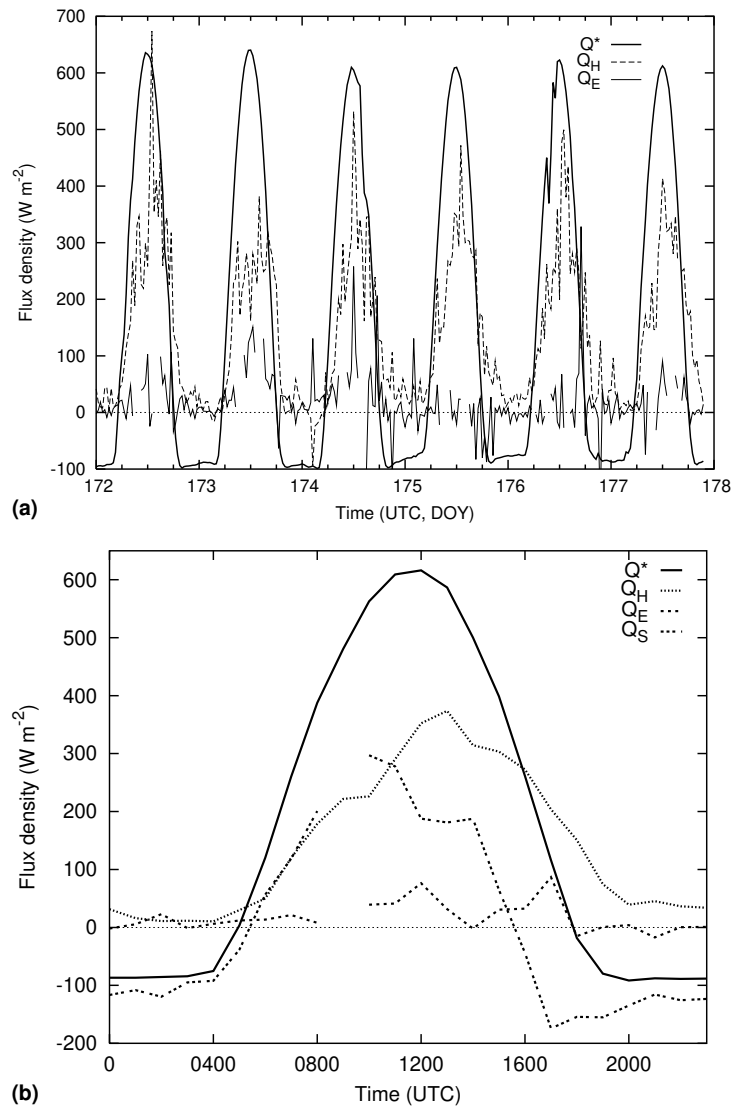 700
600
500
400
300
200
100
0
-100
Flux density (W m-2)
Q*
QH
QE
172 173 174 175 176 177 178
Time (UTC, DOY)
(a)
600
500
400
300
200
100
0
-100
-200
Flux density (W m-2)
Q*
QH
QE
QS
0 0400 0800 1200 1600 2000
Time (UTC)
(b)